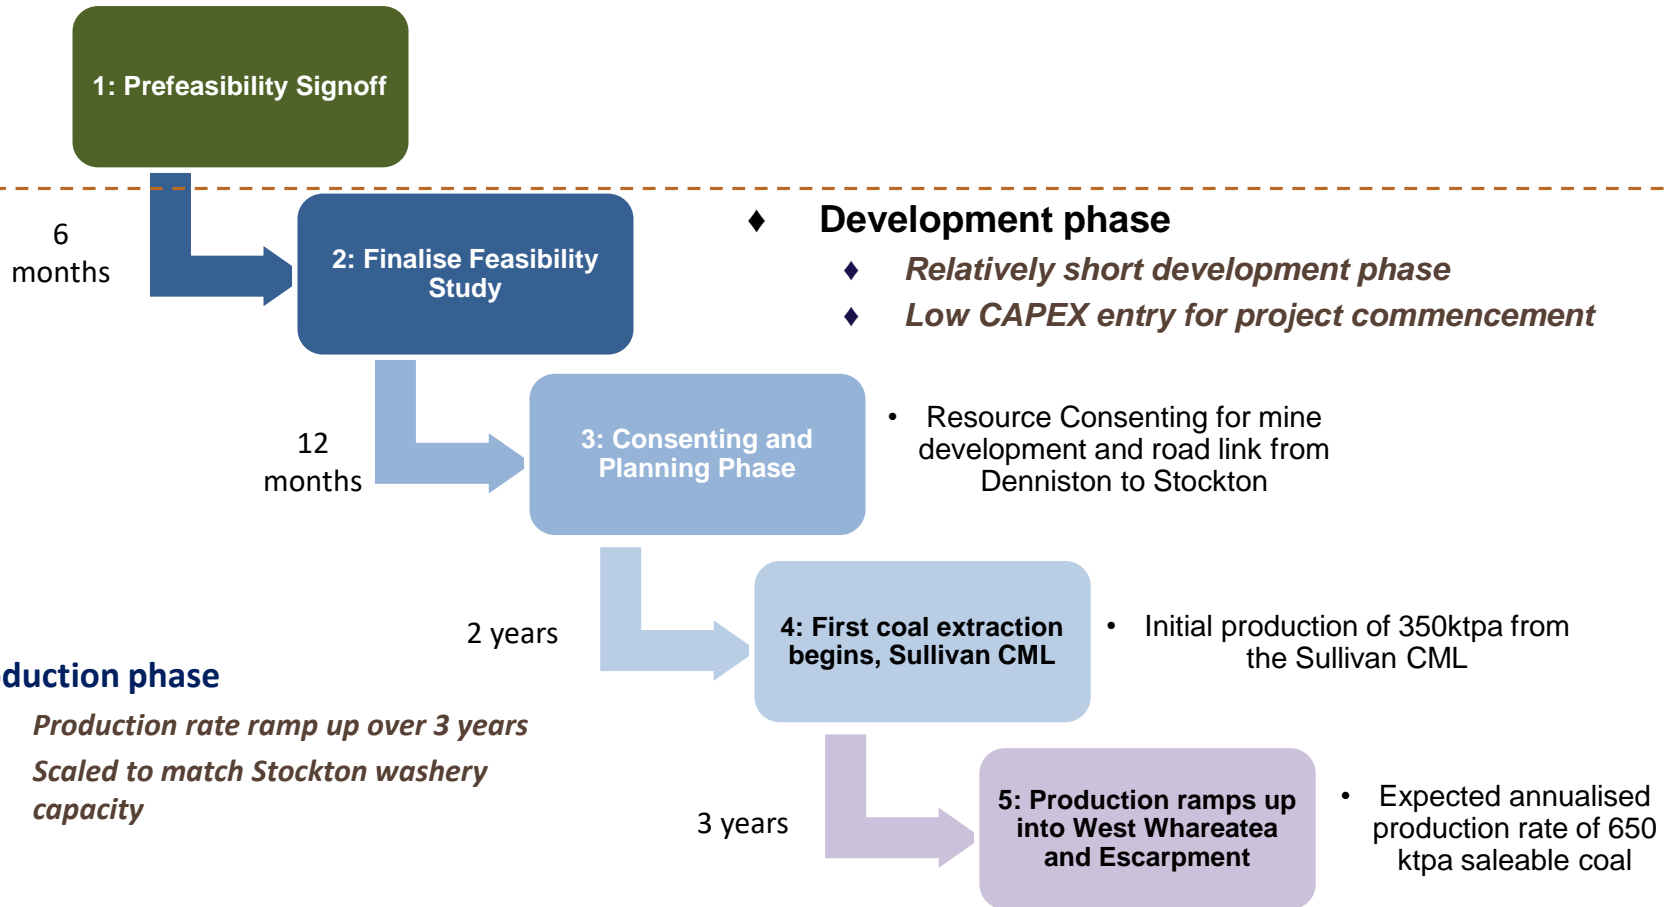 1: Prefeasibility Signoff
6
months
2: Finalise Feasibility
Study
♦ Development phase
♦ Relatively short development phase
♦ Low CAPEX entry for project commencement
12
months
3: Consenting and
Planning Phase
• Resource Consenting for mine
development and road link from
Denniston to Stockton
2 years
4: First coal extraction
begins, Sullivan CML
• Initial production of 350ktpa from
the Sullivan CML
oduction phase
Production rate ramp up over 3 years
Scaled to match Stockton washery
capacity
3 years
5: Production ramps up
into West Whareatea
and Escarpment
• Expected annualised
production rate of 650
ktpa saleable coal